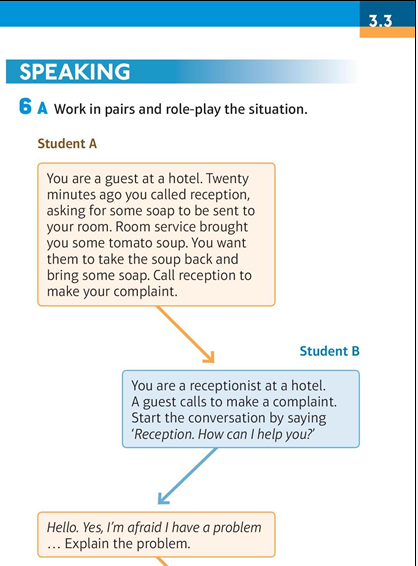 3.3
SPEAKING
6 A Work in pairs and role-play the situation.
Student A
You are a guest at a hotel. Twenty
minutes ago you called reception,
asking for some soap to be sent to
your room. Room service brought
you some tomato soup. You want
them to take the soup back and
bring some soap. Call reception to
make your complaint.
Student B
You are a receptionist at a hotel.
A guest calls to make a complaint.
Start the conversation by saying
‘Reception. How can I help you?’
Hello. Yes, I’m afraid I have a problem
… Explain the problem.